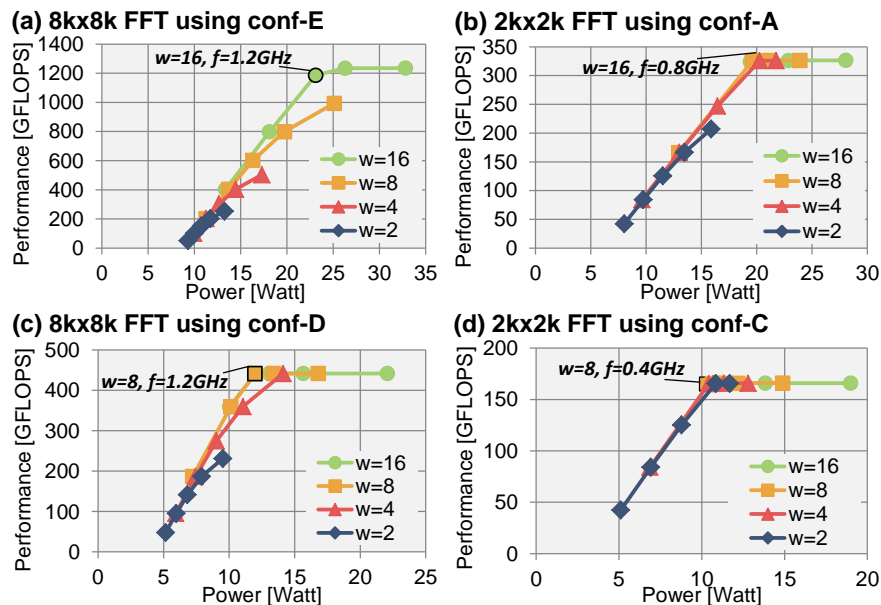 (a) 8kx8k FFT using conf-E
Performance [GFLOPS]
1400
1200
1000
800
600
400
200
0
w=16, f=1.2GHz
w=16
w=8
w=4
w=2
0 5 10 15 20 25 30 35
Power [Watt]
(b) 2kx2k FFT using conf-A
Performance [GFLOPS]
350
300
250
200
150
100
50
0
w=16, f=0.8GHz
w=16
w=8
w=4
w=2
0 5 10 15 20 25 30
Power [Watt]
(c) 8kx8k FFT using conf-D
Performance [GFLOPS]
500
400
300
200
100
0
w=8, f=1.2GHz
w=16
w=8
w=4
w=2
0 5 10 15 20 25
Power [Watt]
(d) 2kx2k FFT using conf-C
Performance [GFLOPS]
200
150
100
50
0
w=8, f=0.4GHz
w=16
w=8
w=4
w=2
0 5 10 15 20
Power [Watt]